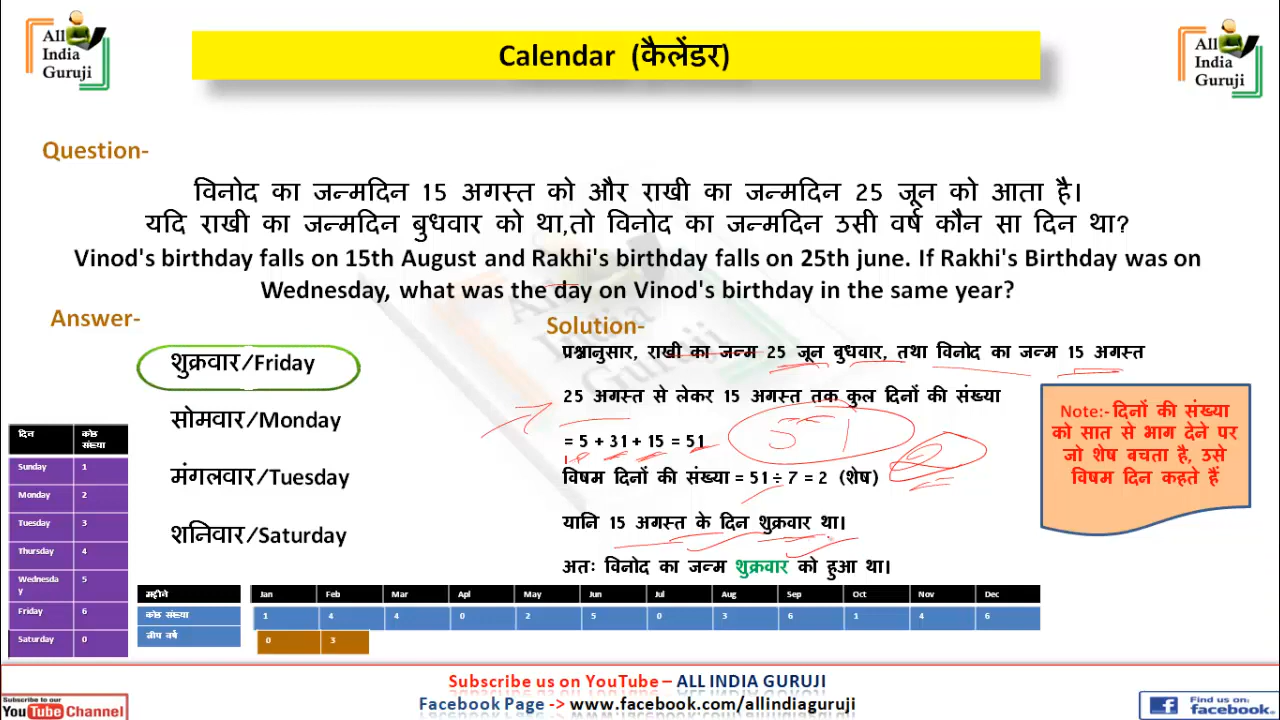 All
India
Guruji
Calendar (कैलेंडर)
All
India
Guruji
Question-
विनोद का जन्मदिन 15 अगस्त को और राखी का जन्मदिन 25 जून को आता है।
यदि राखी का जन्मदिन बुधवार को था,तो विनोद का जन्मदिन उसी वर्ष कौन सा दिन था?
Vinod's birthday falls on 15th August and Rakhi's birthday falls on 25th june. If Rakhi's Birthday was on
Wednesday, what was the day on Vinod's birthday in the same year?
Answer-
शुक्रवार/Friday
सोमवार/Monday
मंगलवार/Tuesday
शनिवार/Saturday
Solution-
प्रश्नानुसार, राखी का जन्म 25 जून बुधवार, तथा विनोद का जन्म 15 अगस्त
25 अगस्त से लेकर 15 अगस्त तक कुल दिनों की संख्या
= 5 + 31 + 15 = 51
51
2
विषम दिनों की संख्या = 51 ÷ 7 = 2 (शेष)
यानि 15 अगस्त के दिन शुक्रवार था।
अतः विनोद का जन्म शुक्रवार को हुआ था।
Note:- दिनों की संख्या
को सात से भाग देने पर
जो शेष बचता है, उसे
विषम दिन कहते हैं
दिन कोड संख्या
Sunday 1
Monday 2
Tuesday 3
Thursday 4
Wednesday 5
Friday 6
Saturday 0
महीने Jan Feb Mar Apl May Jun Jul Aug Sep Oct Nov Dec
कोड संख्या 1 4 4 0 2 5 0 3 6 1 4 6
लीप वर्ष 0 3
Subscribe us on YouTube – ALL INDIA GURUJI
Facebook Page -> www.facebook.com/allindiaguruji
Subscribe to our
YouTube Channel
Find us on:
facebook